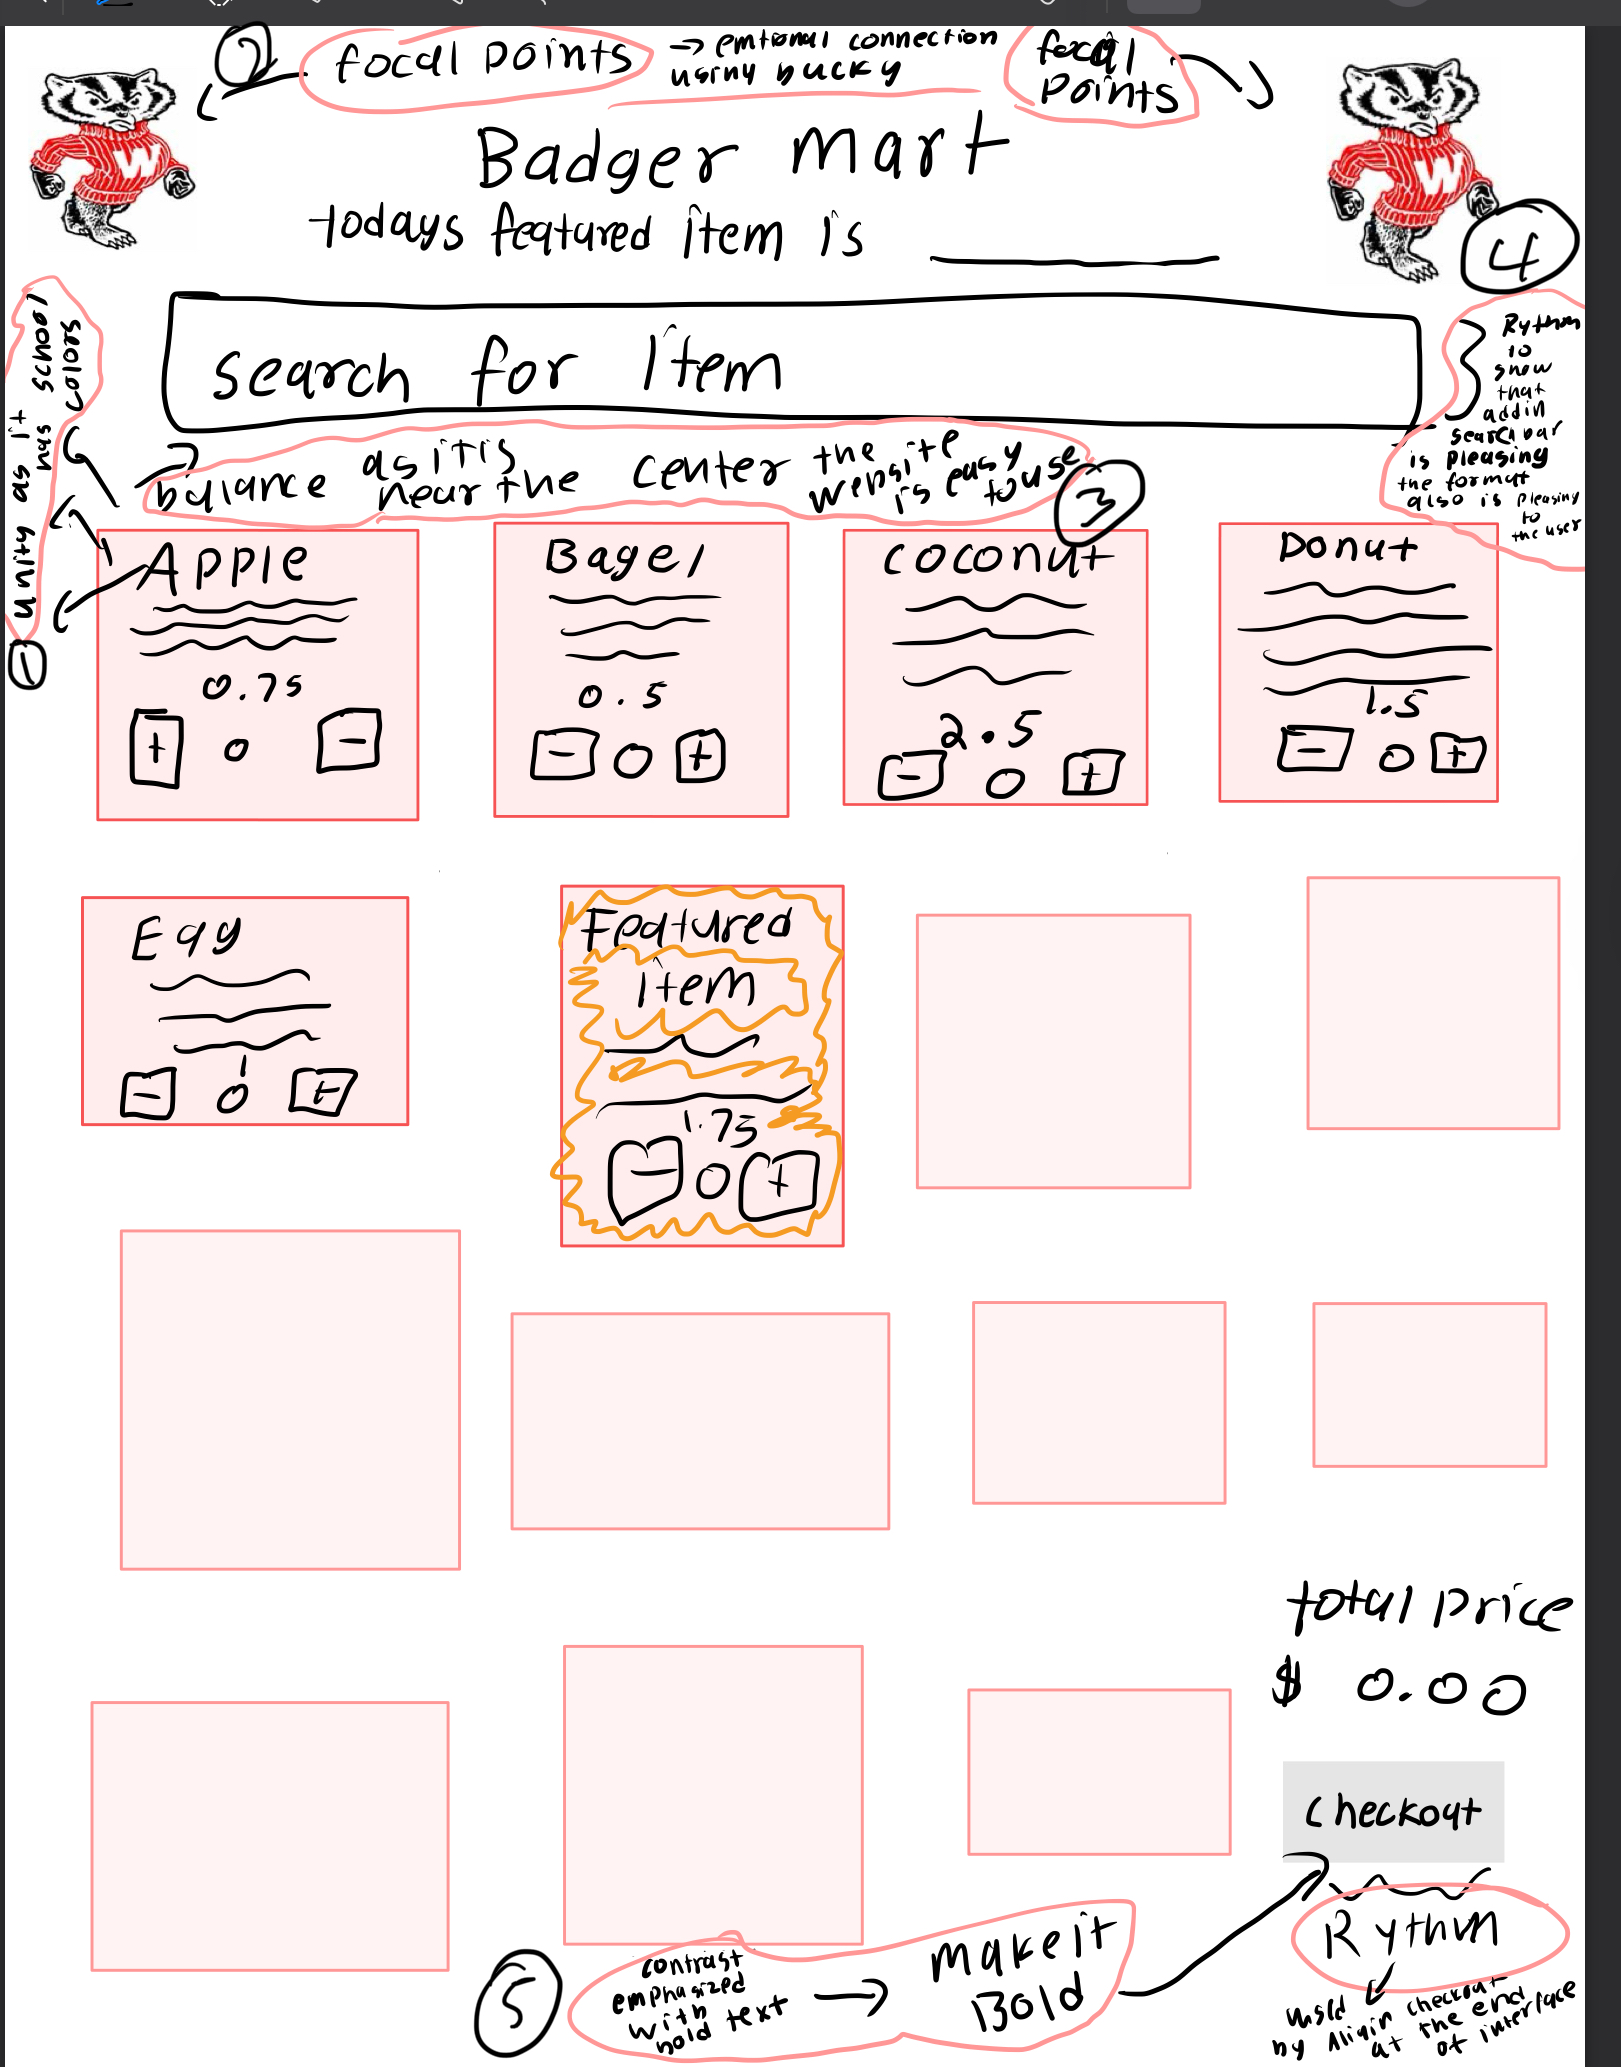 2
focal points
→ emtional connection
using bucky
focal
points
W
W
Badger mart
todays featured item is ________
4
search for item
unity as it
has school
colors
1
Rythm
to
show
that
addin
search bar
is pleasing
the format
also is pleasing
to
the user
balance as it is
near the center the
website
is easy
to use
3
Apple
0.75
+ 0 -
Bagel
0.5
- 0 +
coconut
2.5
- 0 +
Donut
1.5
- 0 +
Egg
1
- 0 +
Featured
item
1.75
- 0 +
total price
$ 0.00
checkout
5
contrast
emphasized
with
bold text
→
make it
Bold
Rythm
by Aligin checkout
at the end
of interface